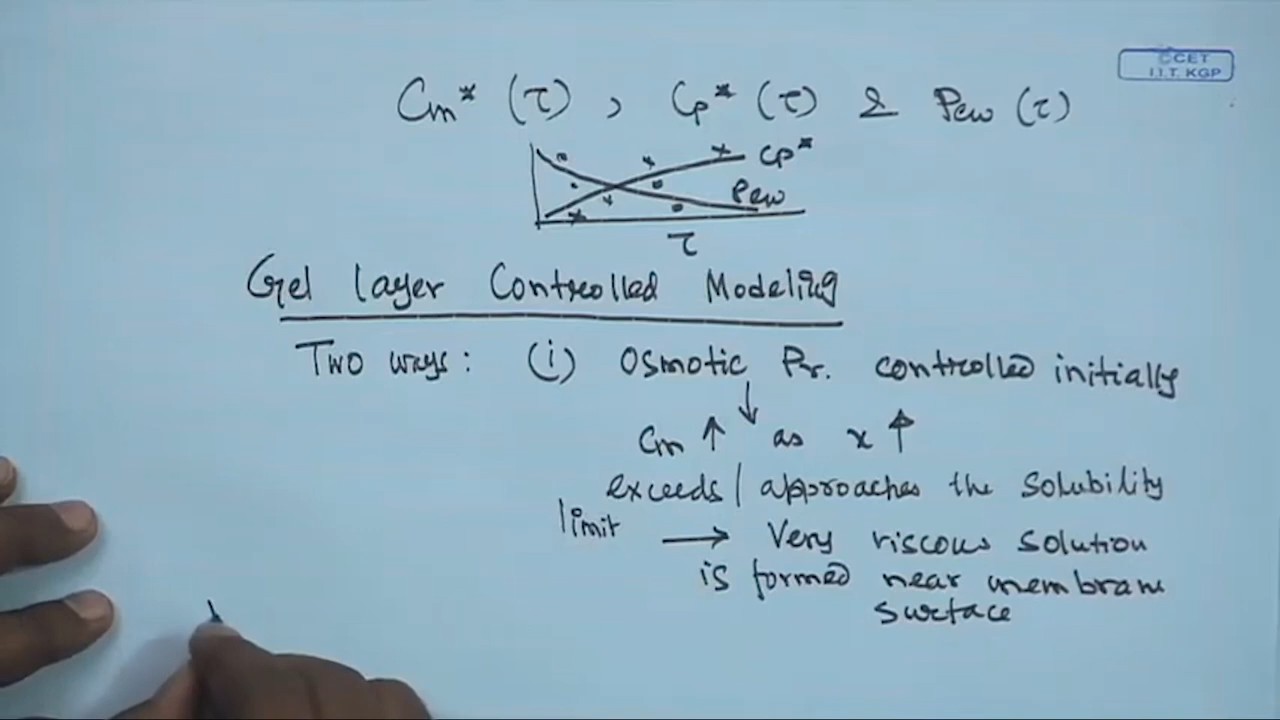 ©CET
I.I.T. KGP
Cm* (τ) , Cp* (τ) & Pew (τ)
Cp*
Pew
τ
Gel layer Controlled Modeling
Two ways: (i) Osmotic Pr. controlled initially
↓
Cm ↑ as x ↑
exceeds/approaches the solubility
limit → Very viscous solution
is formed near membrane
surface